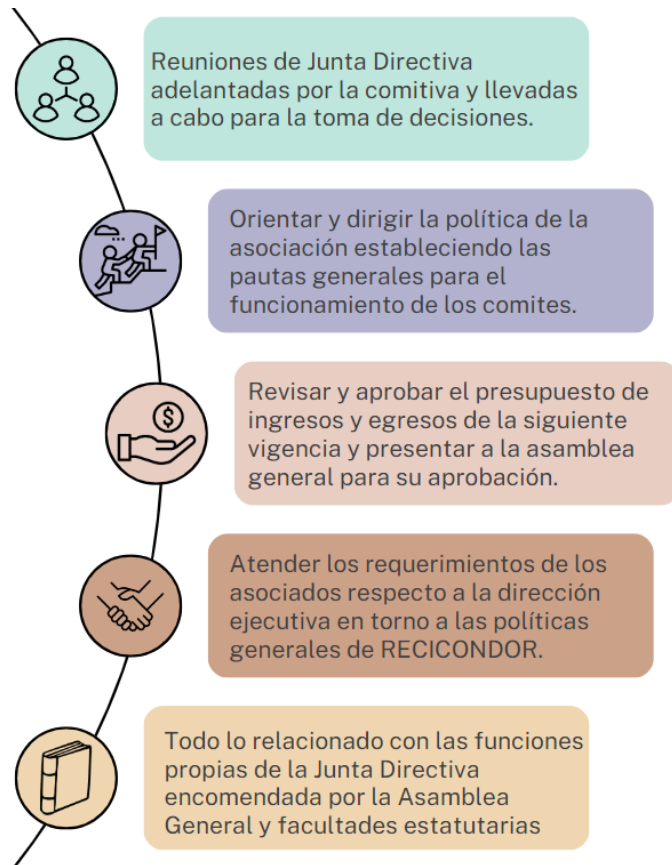 Reuniones de Junta Directiva
adelantadas por la comitiva y llevadas
a cabo para la toma de decisiones.
Orientar y dirigir la política de la
asociación estableciendo las
pautas generales para el
funcionamiento de los comites.
$
Revisar y aprobar el presupuesto de
ingresos y egresos de la siguiente
vigencia y presentar a la asamblea
general para su aprobación.
Atender los requerimientos de los
asociados respecto a la dirección
ejecutiva en torno a las políticas
generales de RECICONDOR.
Todo lo relacionado con las funciones
propias de la Junta Directiva
encomendada por la Asamblea
General y facultades estatutarias